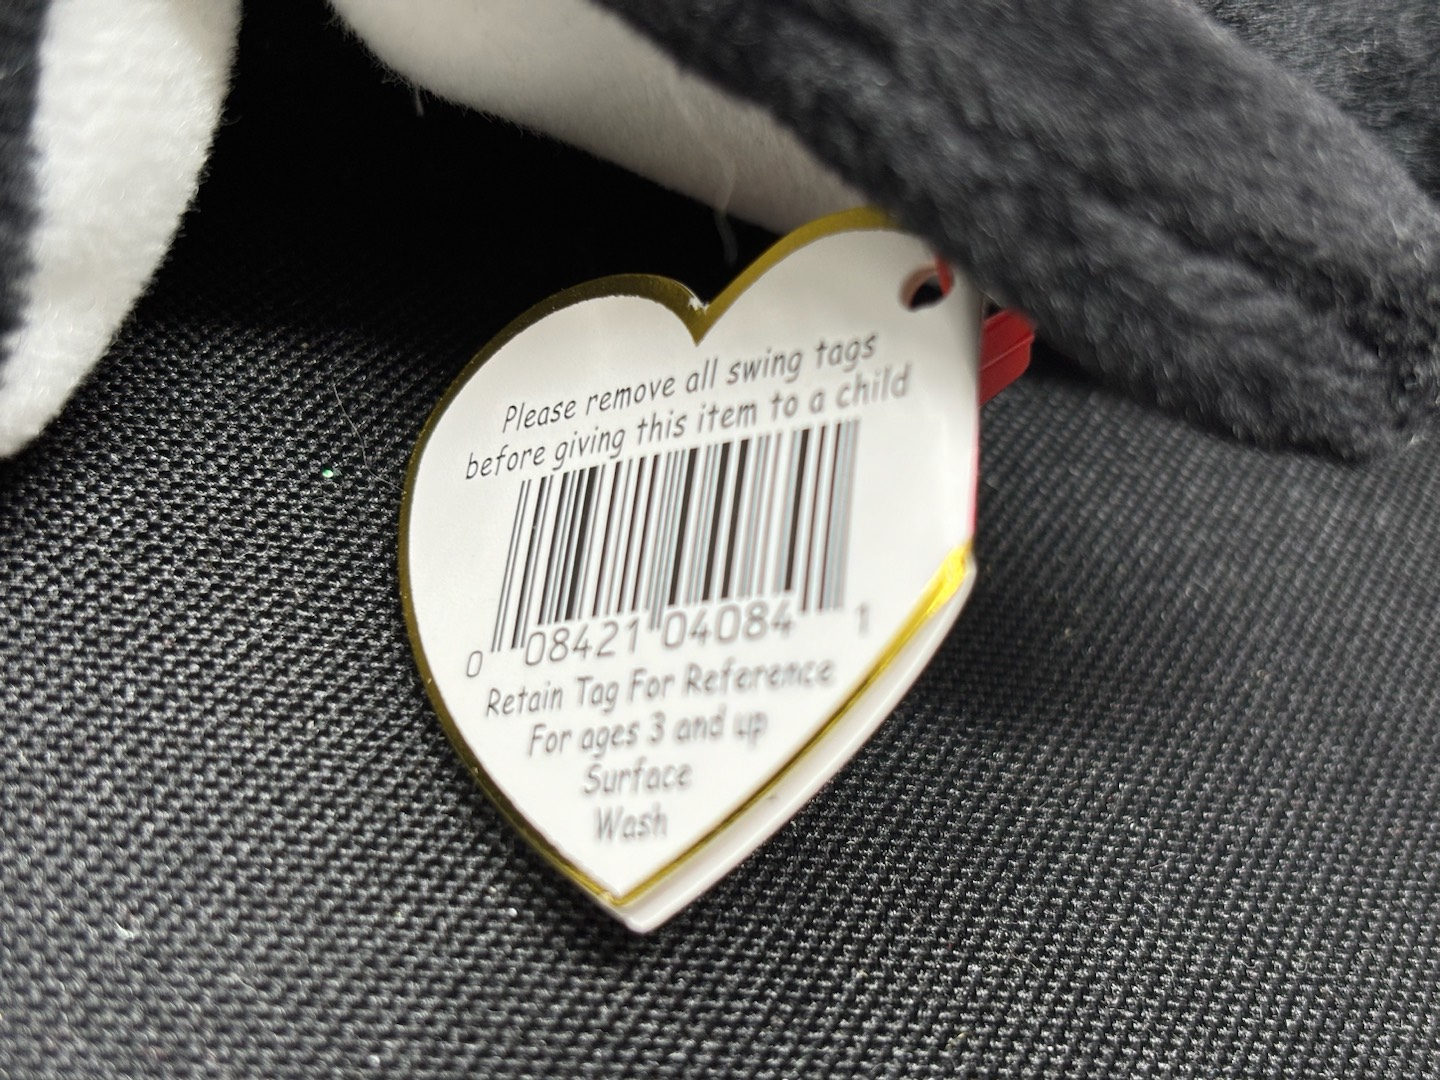 Please remove all swing tags
before giving this item to a child
0 08421 04084 1
Retain Tag For Reference
For ages 3 and up
Surface
Wash